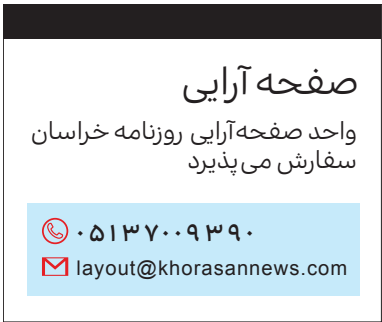 صفحه آرایی
واحد صفحه‌آرایی روزنامه خراسان
سفارش می‌پذیرد
۰۵۱۳۷۰۰۹۳۹۰
layout@khorasannews.com